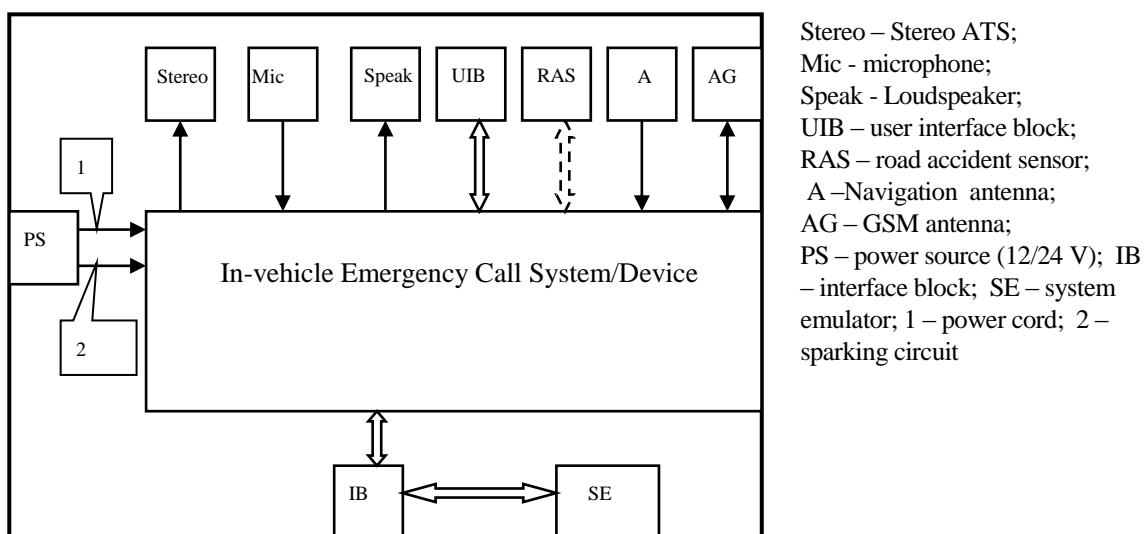 Stereo
Mic
Speak
UIB
RAS
A
AG
1
PS
In-vehicle Emergency Call System/Device
2
IB
SE
Stereo – Stereo ATS;
Mic - microphone;
Speak - Loudspeaker;
UIB – user interface block;
RAS – road accident sensor;
A –Navigation antenna;
AG – GSM antenna;
PS – power source (12/24 V); IB
– interface block; SE – system
emulator; 1 – power cord; 2 –
sparking circuit